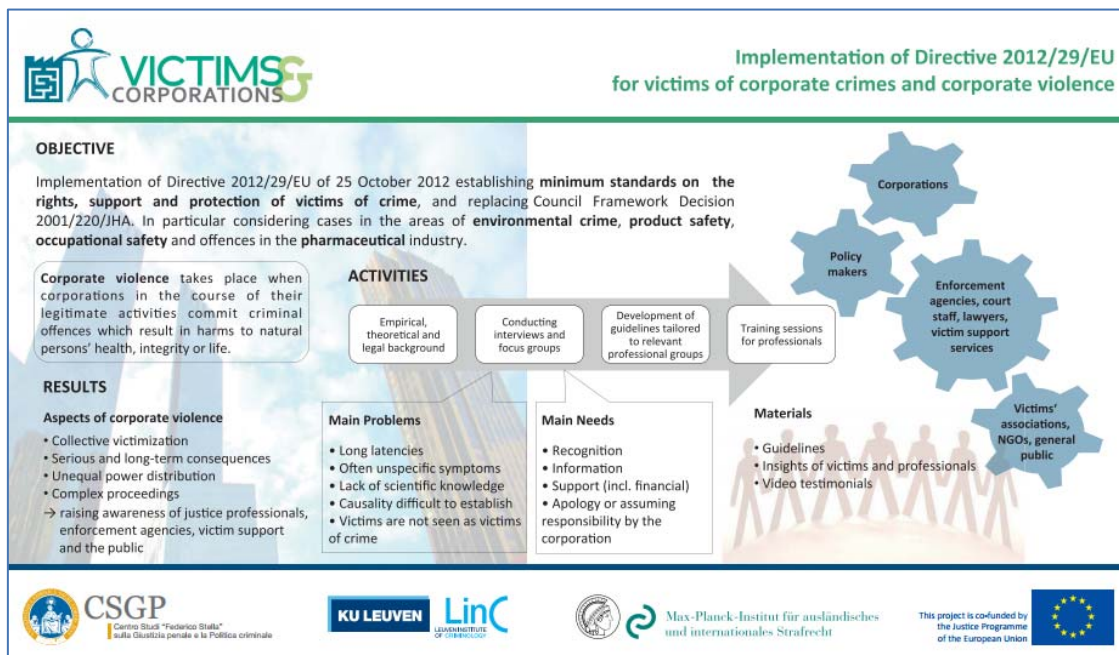 VICTIMS &
CORPORATIONS
Implementation of Directive 2012/29/EU
for victims of corporate crimes and corporate violence
OBJECTIVE
Implementation of Directive 2012/29/EU of 25 October 2012 establishing minimum standards on the
rights, support and protection of victims of crime, and replacing Council Framework Decision
2001/220/JHA. In particular considering cases in the areas of environmental crime, product safety,
occupational safety and offences in the pharmaceutical industry.
Corporate violence takes place when
corporations in the course of their
legitimate activities commit criminal
offences which result in harms to natural
persons' health, integrity or life.
ACTIVITIES
Empirical,
theoretical and
legal background
Conducting
interviews and
focus groups
Development of
guidelines tailored
to relevant
professional groups
Training sessions
for professionals
Corporations
Policy
makers
Enforcement
agencies, court
staff, lawyers,
victim support
services
Victims'
associations,
NGOs, general
public
RESULTS
Aspects of corporate violence
• Collective victimization
• Serious and long-term consequences
• Unequal power distribution
• Complex proceedings
→ raising awareness of justice professionals,
enforcement agencies, victim support
and the public
Main Problems
• Long latencies
• Often unspecific symptoms
• Lack of scientific knowledge
• Causality difficult to establish
• Victims are not seen as victims
of crime
Main Needs
• Recognition
• Information
• Support (incl. financial)
• Apology or assuming
responsibility by the
corporation
Materials
• Guidelines
• Insights of victims and professionals
• Video testimonials
CSGP
Centro Studi "Federico Stella"
sulla Giustizia penale e la Politica criminale
KU LEUVEN
LinC
LEUVEN INSTITUTE
OF CRIMINOLOGY
Max-Planck-Institut für ausländisches
und internationales Strafrecht
This project is co-funded by
the Justice Programme
of the European Union